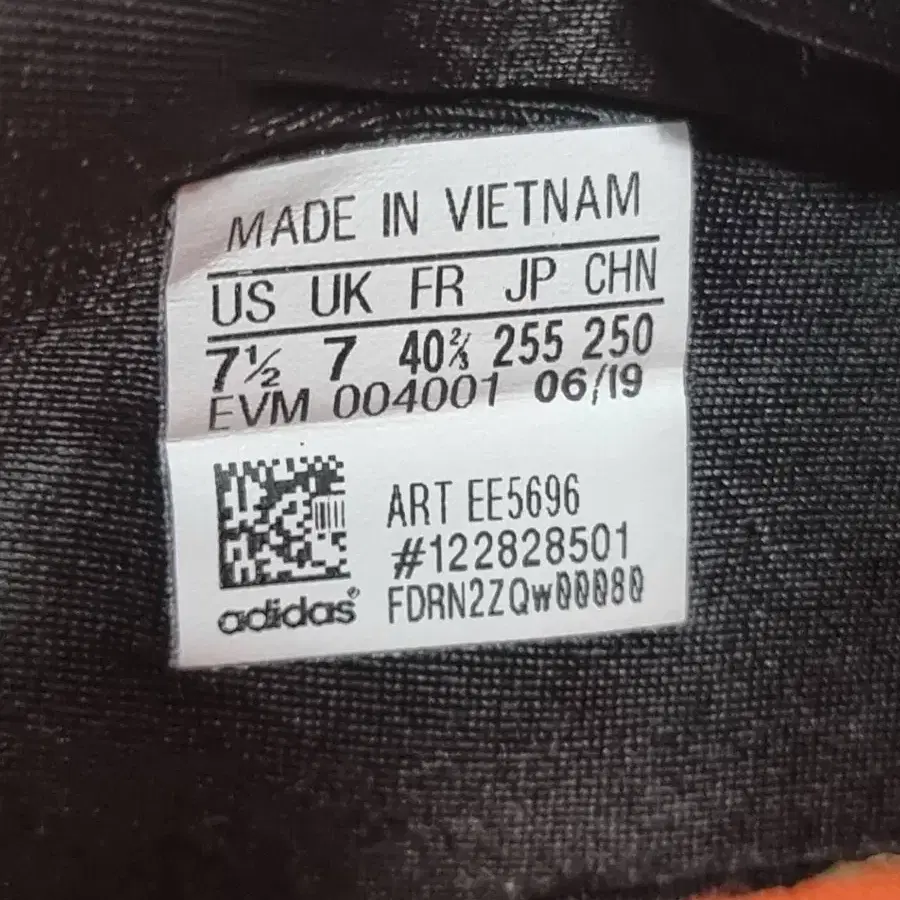 MADE IN VIETNAM
US UK FR JP CHN
7½ 7 40⅔ 255 250
EVM 004001 06/19
ART EE5696
#122828501
adidas® FDRN2ZQw00080